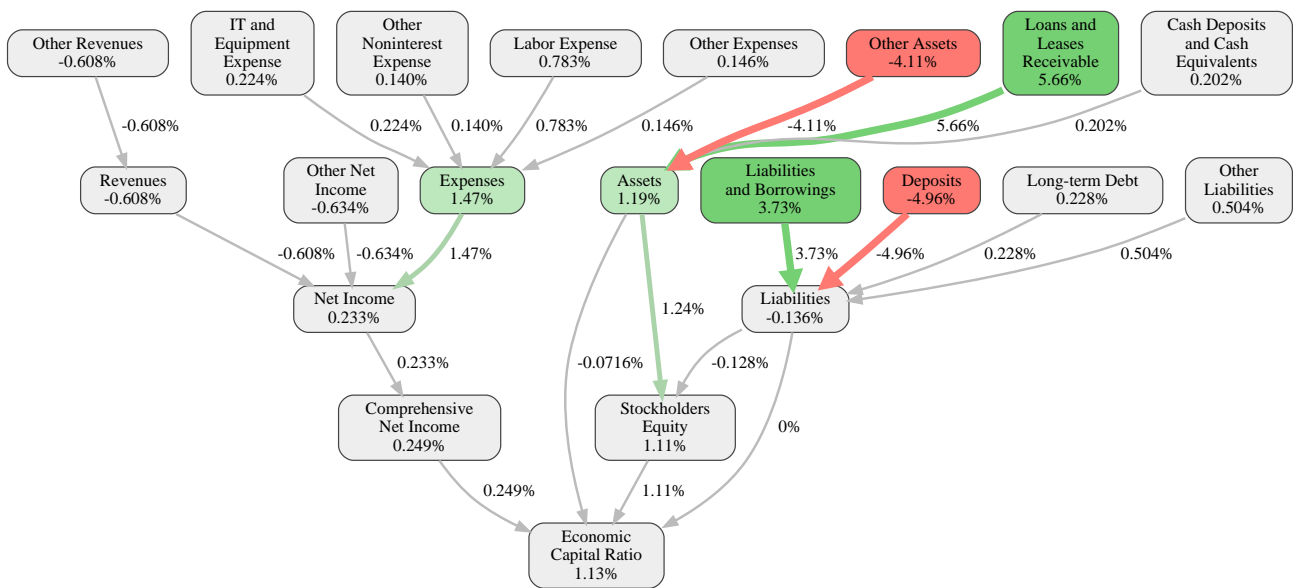 Other Revenues
-0.608%
IT and
Equipment
Expense
0.224%
Other
Noninterest
Expense
0.140%
Labor Expense
0.783%
Other Expenses
0.146%
Other Assets
-4.11%
Loans and
Leases
Receivable
5.66%
Cash Deposits
and Cash
Equivalents
0.202%
-0.608%
0.224%
0.140%
0.783%
0.146%
-4.11%
5.66%
0.202%
Revenues
-0.608%
Other Net
Income
-0.634%
Expenses
1.47%
Assets
1.19%
Liabilities
and Borrowings
3.73%
Deposits
-4.96%
Long-term Debt
0.228%
Other
Liabilities
0.504%
-0.608%
-0.634%
1.47%
3.73%
-4.96%
0.228%
0.504%
Net Income
0.233%
1.24%
Liabilities
-0.136%
0.233%
-0.0716%
-0.128%
Comprehensive
Net Income
0.249%
Stockholders
Equity
1.11%
0%
0.249%
1.11%
Economic
Capital Ratio
1.13%